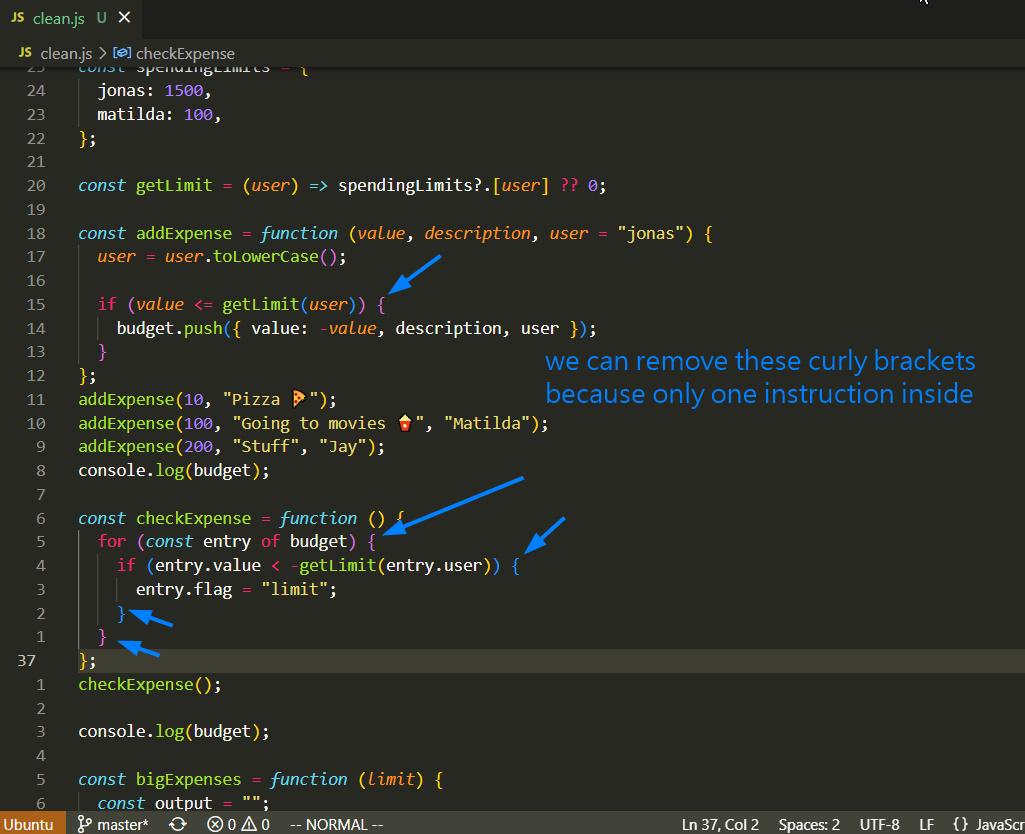 JS clean.js U ×
JS clean.js > checkExpense
25 const spendingLimits = {
24 jonas: 1500,
23 matilda: 100,
22 };
21
20 const getLimit = (user) => spendingLimits?.[user] ?? 0;
19
18 const addExpense = function (value, description, user = "jonas") {
17 user = user.toLowerCase();
16
15 if (value <= getLimit(user)) {
14 budget.push({ value: -value, description, user });
13 }
we can remove these curly brackets
12 };
because only one instruction inside
11 addExpense(10, "Pizza 🍕");
10 addExpense(100, "Going to movies 🍿", "Matilda");
9 addExpense(200, "Stuff", "Jay");
8 console.log(budget);
7
6 const checkExpense = function () {
5 for (const entry of budget) {
4 if (entry.value < -getLimit(entry.user)) {
3 entry.flag = "limit";
2 }
1 }
37 };
1 checkExpense();
2
3 console.log(budget);
4
5 const bigExpenses = function (limit) {
6 const output = "";
Ubuntu master* 0 0 -- NORMAL -- Ln 37, Col 2 Spaces: 2 UTF-8 LF {} JavaScr